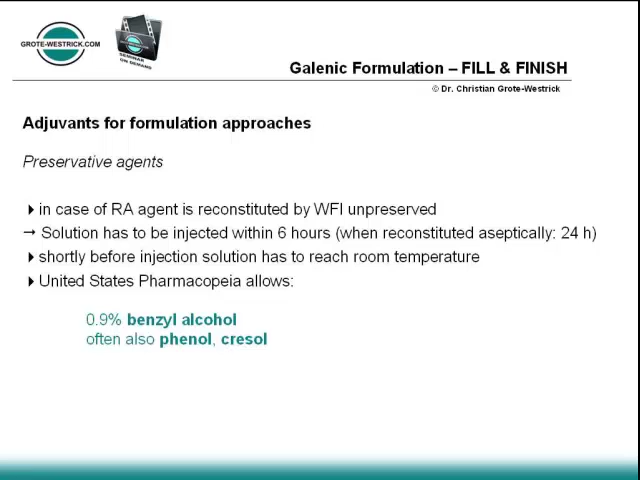 GROTE-WESTRICK.COM
SEMINAR
ON DEMAND
Galenic Formulation – FILL & FINISH
© Dr. Christian Grote-Westrick
Adjuvants for formulation approaches
Preservative agents
in case of RA agent is reconstituted by WFI unpreserved
→ Solution has to be injected within 6 hours (when reconstituted aseptically: 24 h)
shortly before injection solution has to reach room temperature
United States Pharmacopeia allows:
0.9% benzyl alcohol
often also phenol, cresol